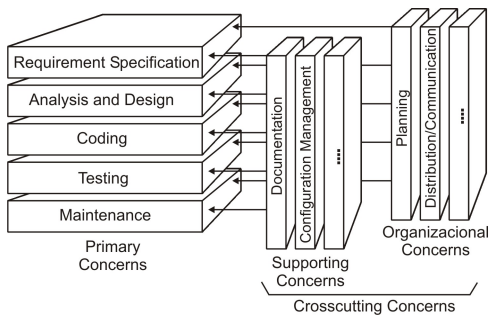 Requirement Specification
Analysis and Design
Coding
Testing
Maintenance
Primary
Concerns
Documentation
Configuration Management
....
Supporting
Concerns
Planning
Distribution/Communication
....
Organizacional
Concerns
Crosscutting Concerns